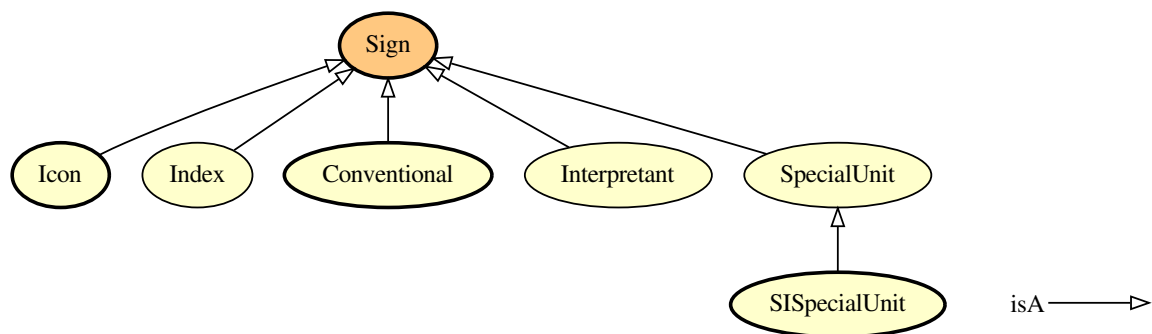 Sign
Icon
Index
Conventional
Interpretant
SpecialUnit
SISpecialUnit
isA